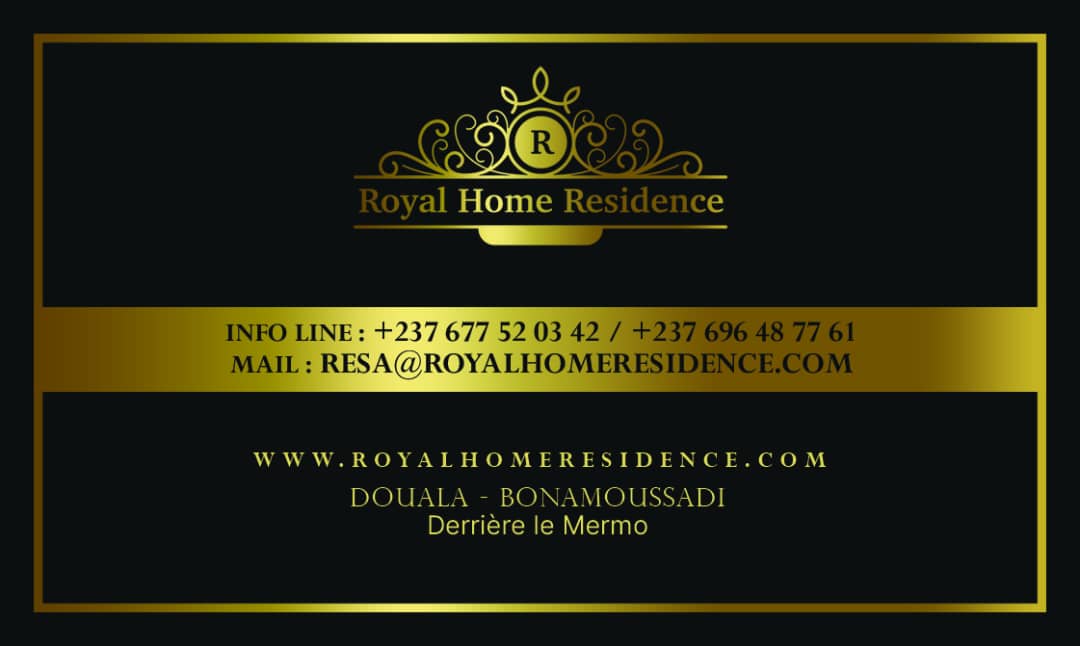 R
Royal Home Residence
INFO LINE : +237 677 52 03 42 / +237 696 48 77 61
MAIL : RESA@ROYALHOMERESIDENCE.COM
WWW.ROYALHOMERESIDENCE.COM
DOUALA - BONAMOUSSADI
Derrière le Mermo